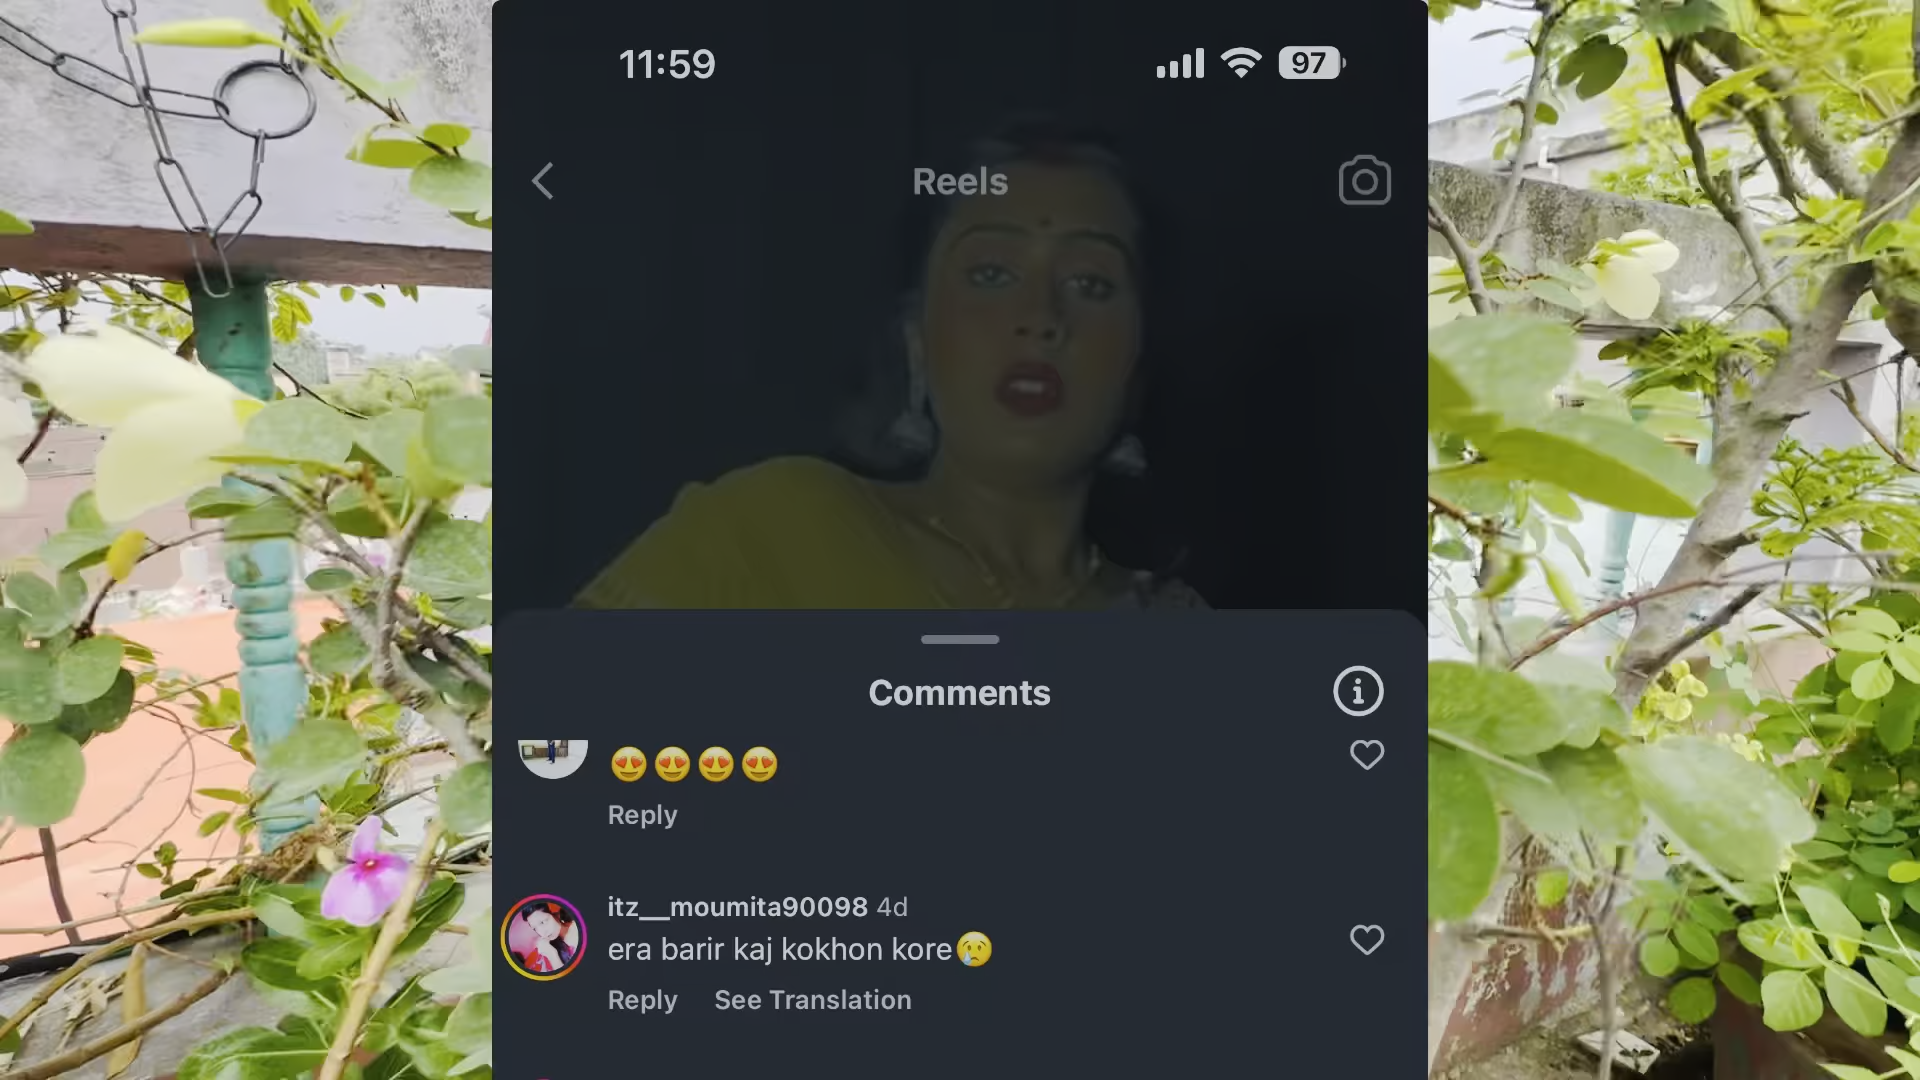 11:59
97
Reels
Comments
😍😍😍😍
Reply
itz__moumita90098 4d
era barir kaj kokhon kore😢
Reply See Translation